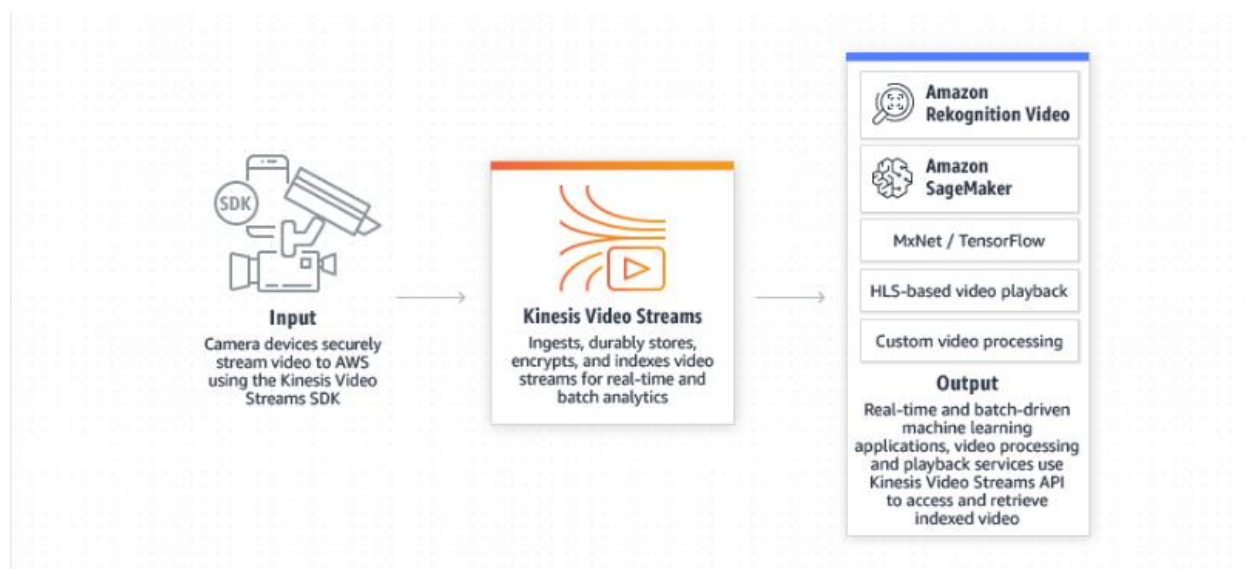 SDK
Input
Camera devices securely
stream video to AWS
using the Kinesis Video
Streams SDK
Kinesis Video Streams
Ingests, durably stores,
encrypts, and indexes video
streams for real-time and
batch analytics
Amazon
Rekognition Video
Amazon
SageMaker
MxNet / TensorFlow
HLS-based video playback
Custom video processing
Output
Real-time and batch-driven
machine learning
applications, video processing
and playback services use
Kinesis Video Streams API
to access and retrieve
indexed video